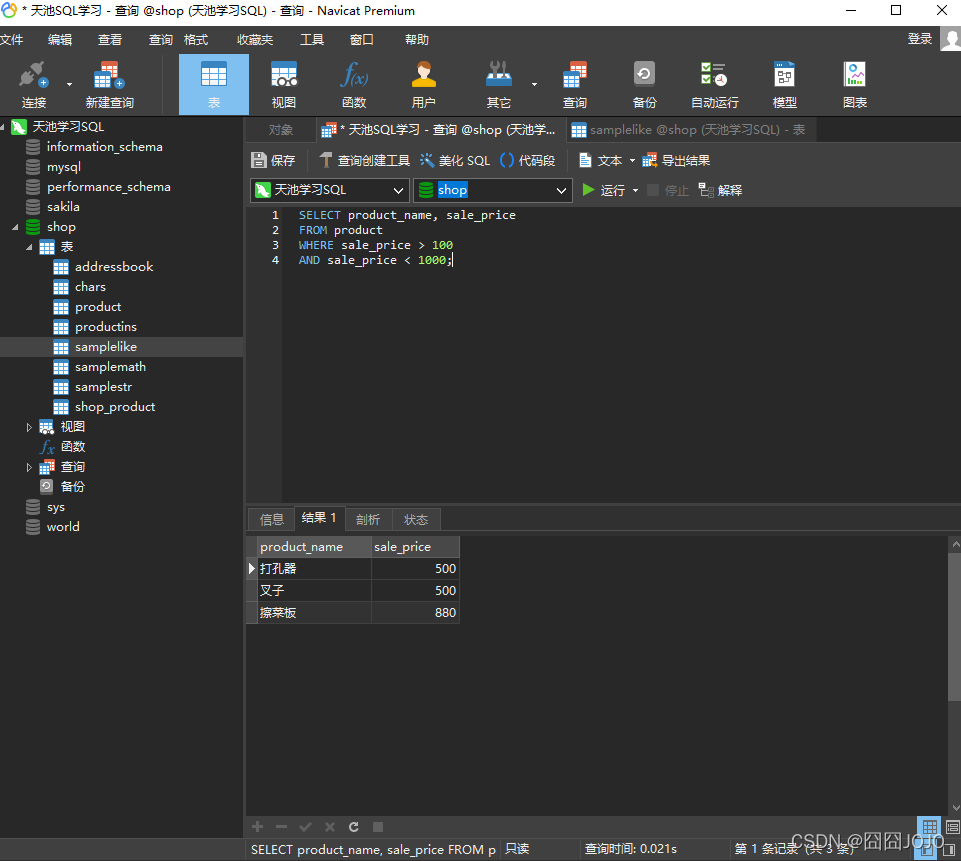 * 天池SQL学习 - 查询 @shop (天池学习SQL) - 查询 - Navicat Premium
文件 编辑 查看 查询 格式 收藏夹 工具 窗口 帮助 登录
连接 新建查询 表 视图 函数 用户 其它 查询 备份 自动运行 模型 图表
天池学习SQL
information_schema
mysql
performance_schema
sakila
shop
表
addressbook
chars
product
productins
samplelike
samplemath
samplestr
shop_product
视图
函数
查询
备份
sys
world
对象 * 天池SQL学习 - 查询 @shop (天池学... samplelike @shop (天池学习SQL) - 表
保存 查询创建工具 美化 SQL 代码段 文本 导出结果
天池学习SQL shop 运行 停止 解释
1 SELECT product_name, sale_price
2 FROM product
3 WHERE sale_price > 100
4 AND sale_price < 1000;
信息 结果 1 剖析 状态
product_name sale_price
打孔器 500
叉子 500
擦菜板 880
SELECT product_name, sale_price FROM p 只读 查询时间: 0.021s 第 1 条记录 (共 3 条)
CSDN @囧囧JOJO